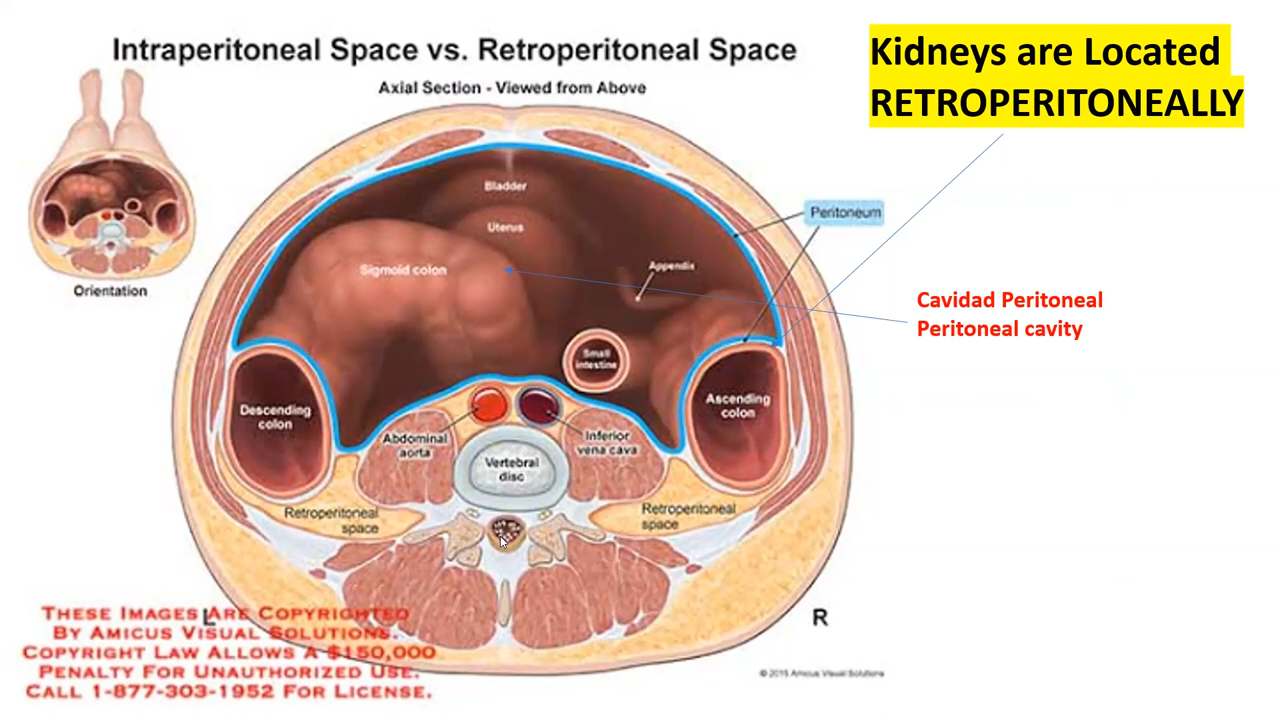 Intraperitoneal Space vs. Retroperitoneal Space
Axial Section - Viewed from Above
Kidneys are Located
RETROPERITONEALLY
Orientation
Bladder
Uterus
Sigmoid colon
Appendix
Peritoneum
Cavidad Peritoneal
Peritoneal cavity
Small
intestine
Descending
colon
Ascending
colon
Abdominal
aorta
Inferior
vena cava
Vertebral
disc
Retroperitoneal
space
Retroperitoneal
space
L
R
THESE IMAGES ARE COPYRIGHTED
BY AMICUS VISUAL SOLUTIONS.
COPYRIGHT LAW ALLOWS A $150,000
PENALTY FOR UNAUTHORIZED USE.
CALL 1-877-303-1952 FOR LICENSE.
© 2015 Amicus Visual Solutions